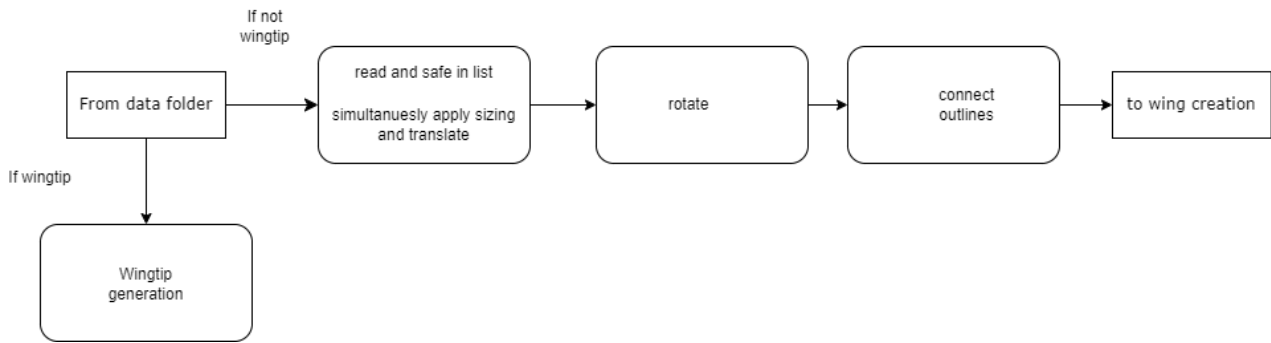 If not
wingtip
From data folder
read and safe in list
simultanuesly apply sizing
and translate
rotate
connect
outlines
to wing creation
If wingtip
Wingtip
generation